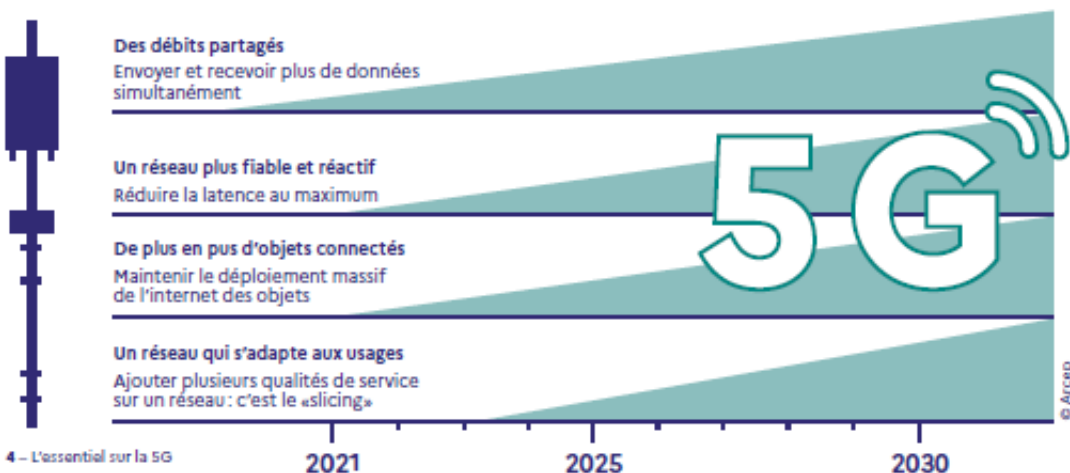 Des débits partagés
Envoyer et recevoir plus de données
simultanément
Un réseau plus fiable et réactif
Réduire la latence au maximum
De plus en pus d'objets connectés
Maintenir le déploiement massif
de l'internet des objets
Un réseau qui s'adapte aux usages
Ajouter plusieurs qualités de service
sur un réseau : c'est le «slicing»
5G
© Arcep
4 – L'essentiel sur la 5G
2021
2025
2030